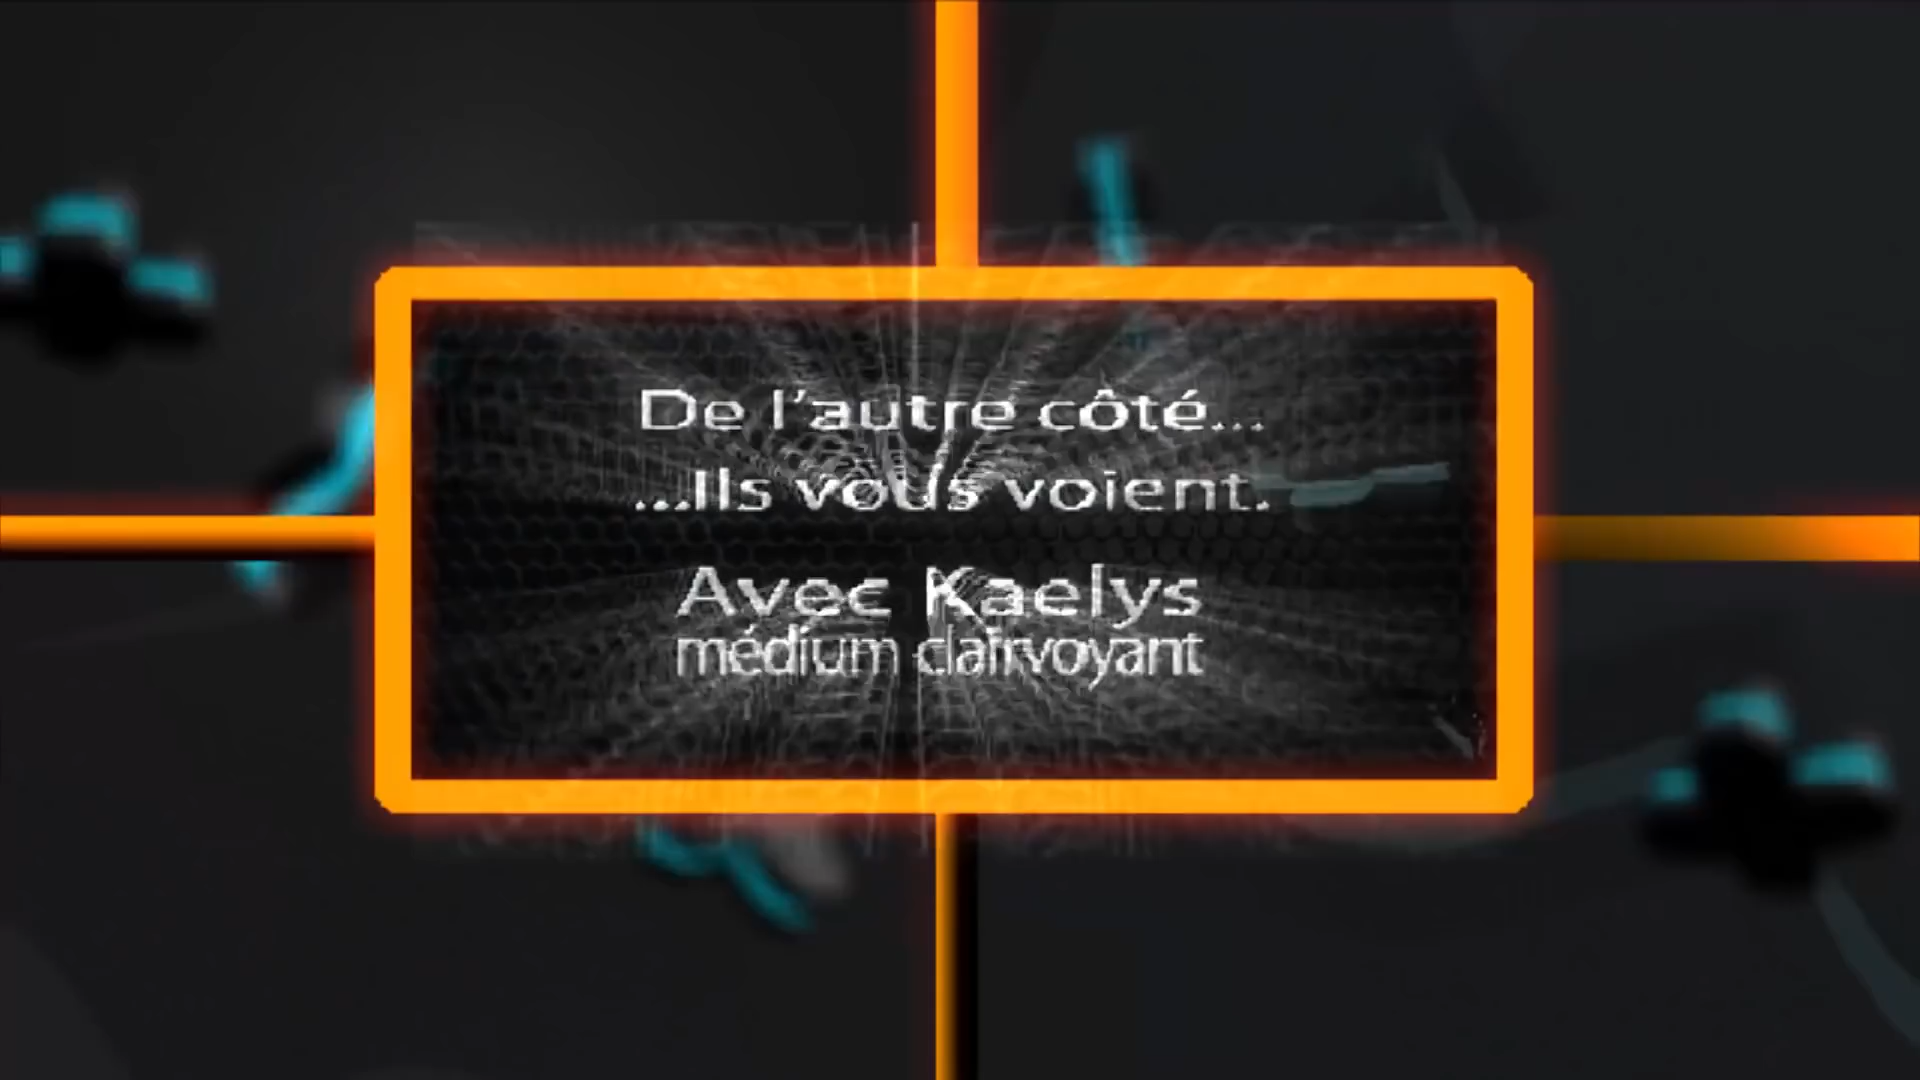 De l'autre côté...
...Ils vous voient.
Avec Kaelys
médium clairvoyant